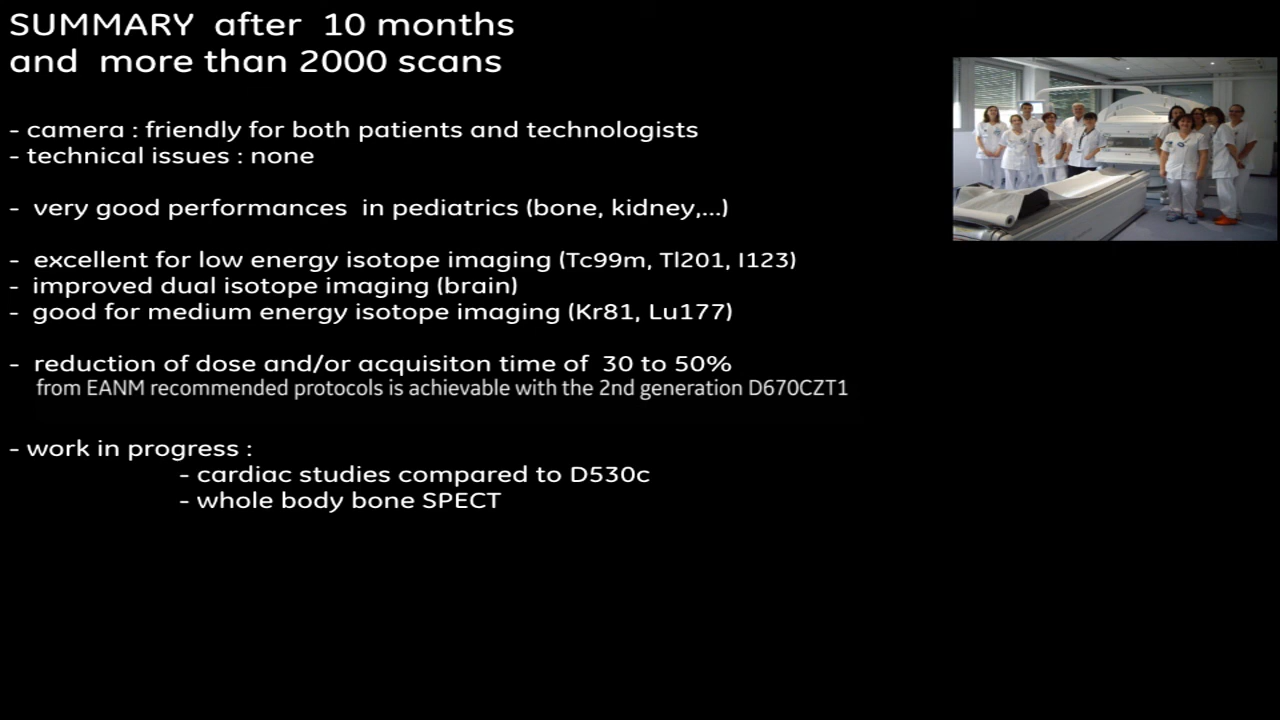 SUMMARY after 10 months
and more than 2000 scans
- camera : friendly for both patients and technologists
- technical issues : none
- very good performances in pediatrics (bone, kidney,...)
- excellent for low energy isotope imaging (Tc99m, Tl201, I123)
- improved dual isotope imaging (brain)
- good for medium energy isotope imaging (Kr81, Lu177)
- reduction of dose and/or acquisiton time of 30 to 50%
from EANM recommended protocols is achievable with the 2nd generation D670CZT1
- work in progress :
- cardiac studies compared to D530c
- whole body bone SPECT